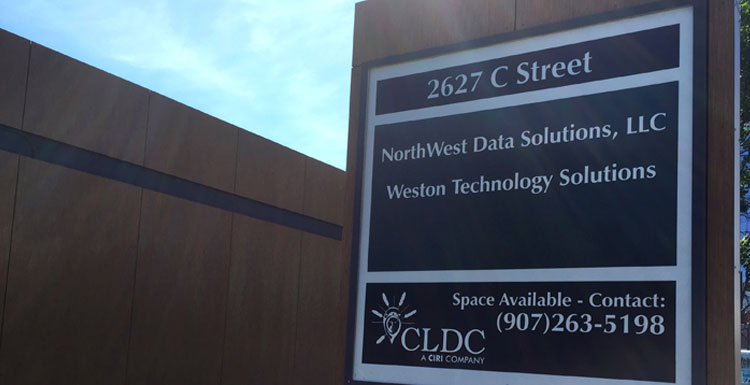 2627 C Street
NorthWest Data Solutions, LLC
Weston Technology Solutions
Space Available - Contact:
(907)263-5198
CLDC
A CIRI COMPANY